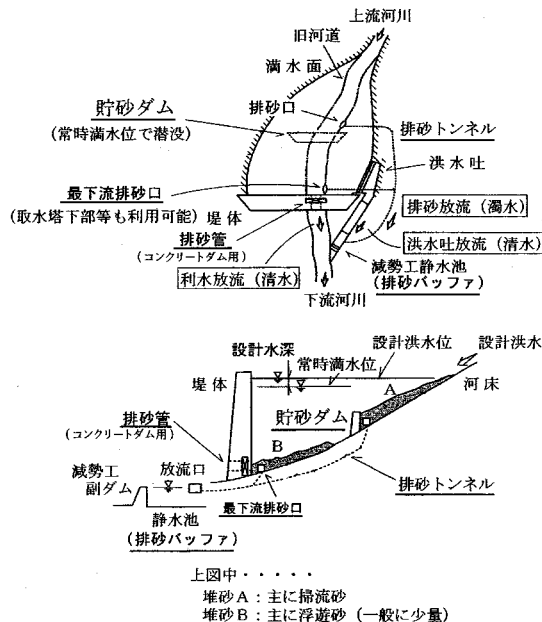 上流河川
旧河道
満水面
排砂口
貯砂ダム
(常時満水位で潜没)
排砂トンネル
洪水吐
最下流排砂口
(取水塔下部等も利用可能)
堤体
排砂放流(濁水)
排砂管
(コンクリートダム用)
洪水吐放流(清水)
利水放流(清水)
減勢工静水池
(排砂バッファ)
下流河川
設計洪水位
設計洪水
設計水深
常時満水位
堤体
A
河床
貯砂ダム
排砂管
(コンクリートダム用)
B
減勢工
副ダム
放流口
排砂トンネル
最下流排砂口
静水池
(排砂バッファ)
上図中・・・・・
堆砂A:主に掃流砂
堆砂B:主に浮遊砂(一般に少量)